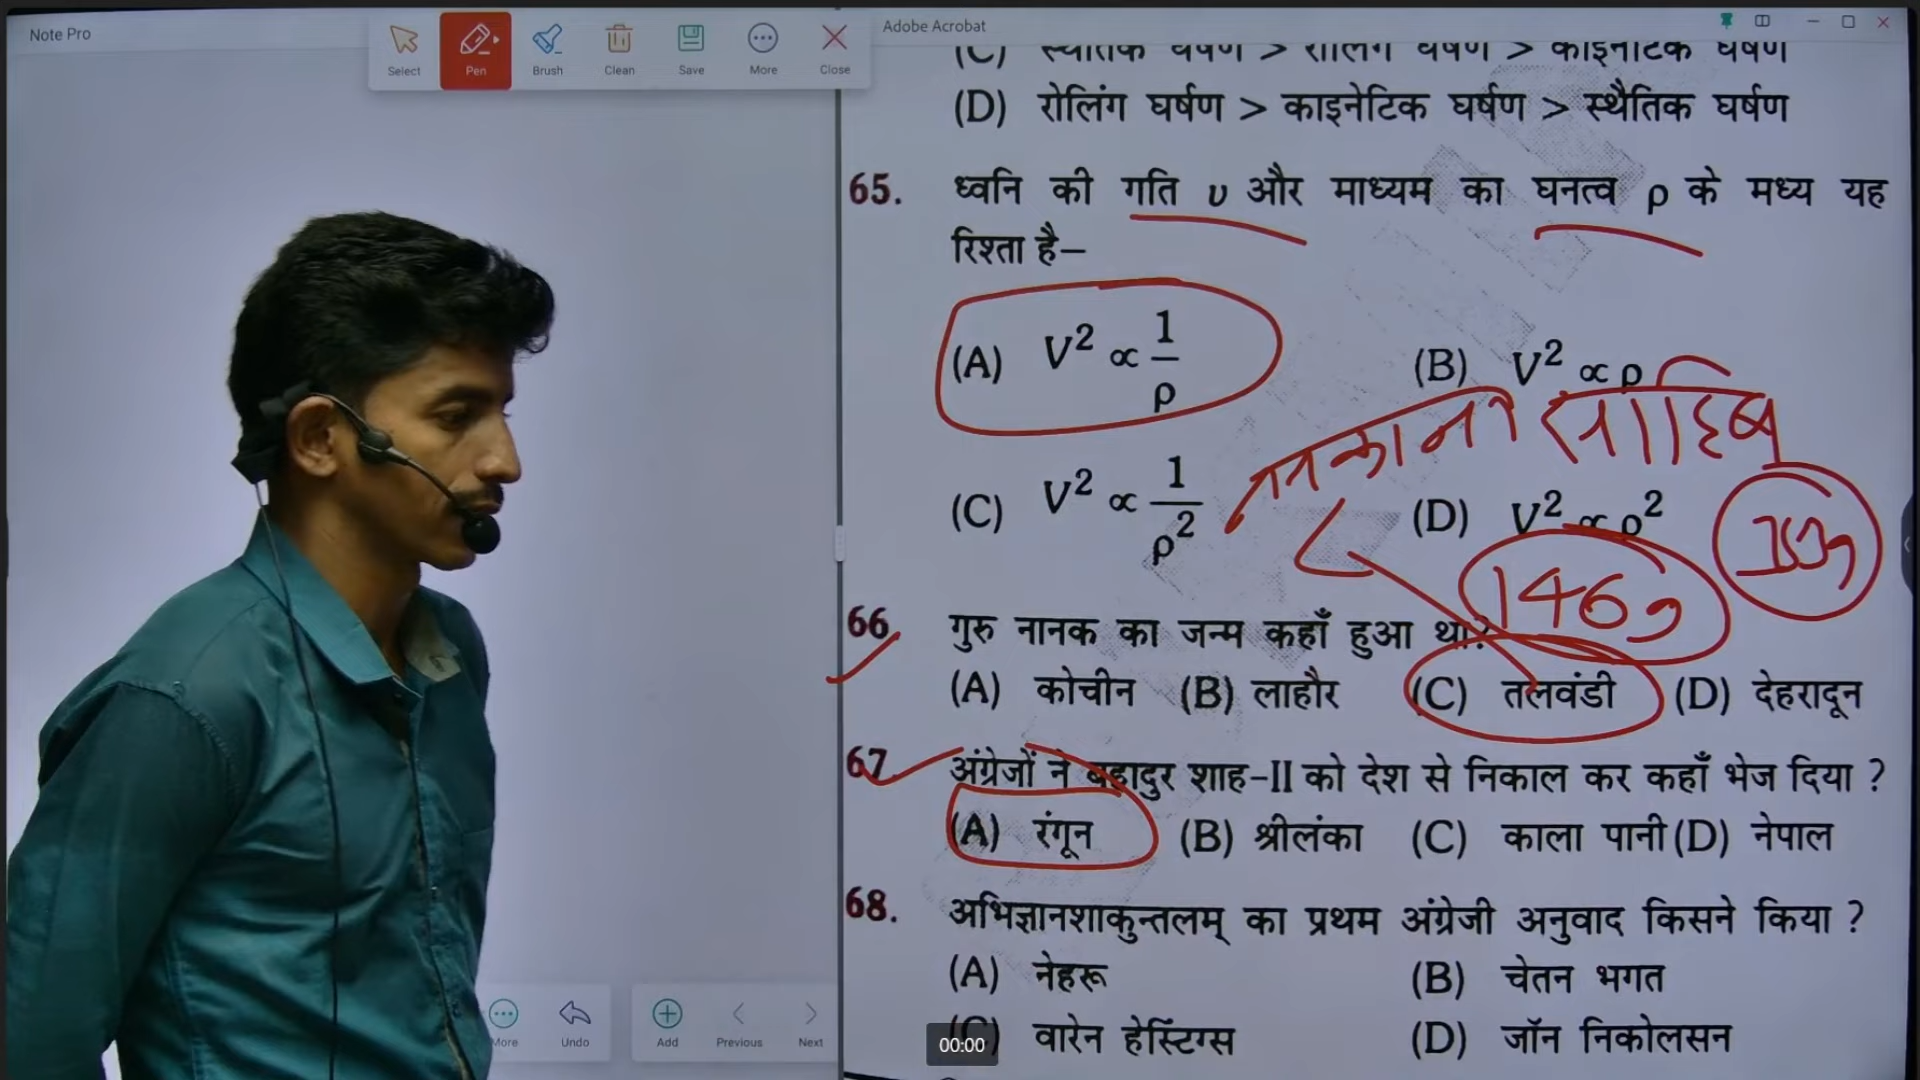 Note Pro
Select
Pen
Brush
Clean
Save
More
Close
Adobe Acrobat
(C) स्थैतिक घर्षण > रोलिंग घर्षण > काइनेटिक घर्षण
(D) रोलिंग घर्षण > काइनेटिक घर्षण > स्थैतिक घर्षण
65. ध्वनि की गति υ और माध्यम का घनत्व ρ के मध्य यह
रिश्ता है–
(A) V² ∝ 1/ρ (B) V² ∝ ρ
साहिब
(C) V² ∝ 1/ρ² (D) V² ∝ ρ²
1469
66. गुरु नानक का जन्म कहाँ हुआ था?
(A) कोचीन (B) लाहौर (C) तलवंडी (D) देहरादून
67. अंग्रेजों ने बहादुर शाह-II को देश से निकाल कर कहाँ भेज दिया ?
(A) रंगून (B) श्रीलंका (C) काला पानी (D) नेपाल
68. अभिज्ञानशाकुन्तलम् का प्रथम अंग्रेजी अनुवाद किसने किया ?
(A) नेहरू (B) चेतन भगत
(C) वारेन हेस्टिंग्स (D) जॉन निकोलसन
More
Undo
Add
Previous
Next
00:00